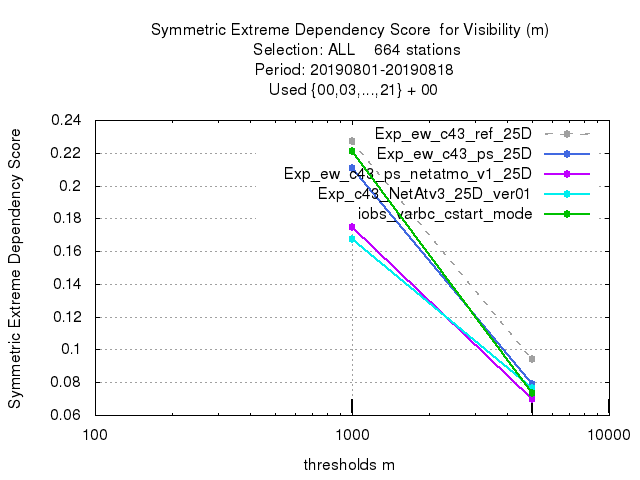 Symmetric Extreme Dependency Score for Visibility (m)
Selection: ALL 664 stations
Period: 20190801-20190818
Used {00,03,...,21} + 00
Symmetric Extreme Dependency Score
0.24
0.22
0.2
0.18
0.16
0.14
0.12
0.1
0.08
0.06
Exp_ew_c43_ref_25D
Exp_ew_c43_ps_25D
Exp_ew_c43_ps_netatmo_v1_25D
Exp_c43_NetAtv3_25D_ver01
iobs_varbc_cstart_mode
100
1000
10000
thresholds m